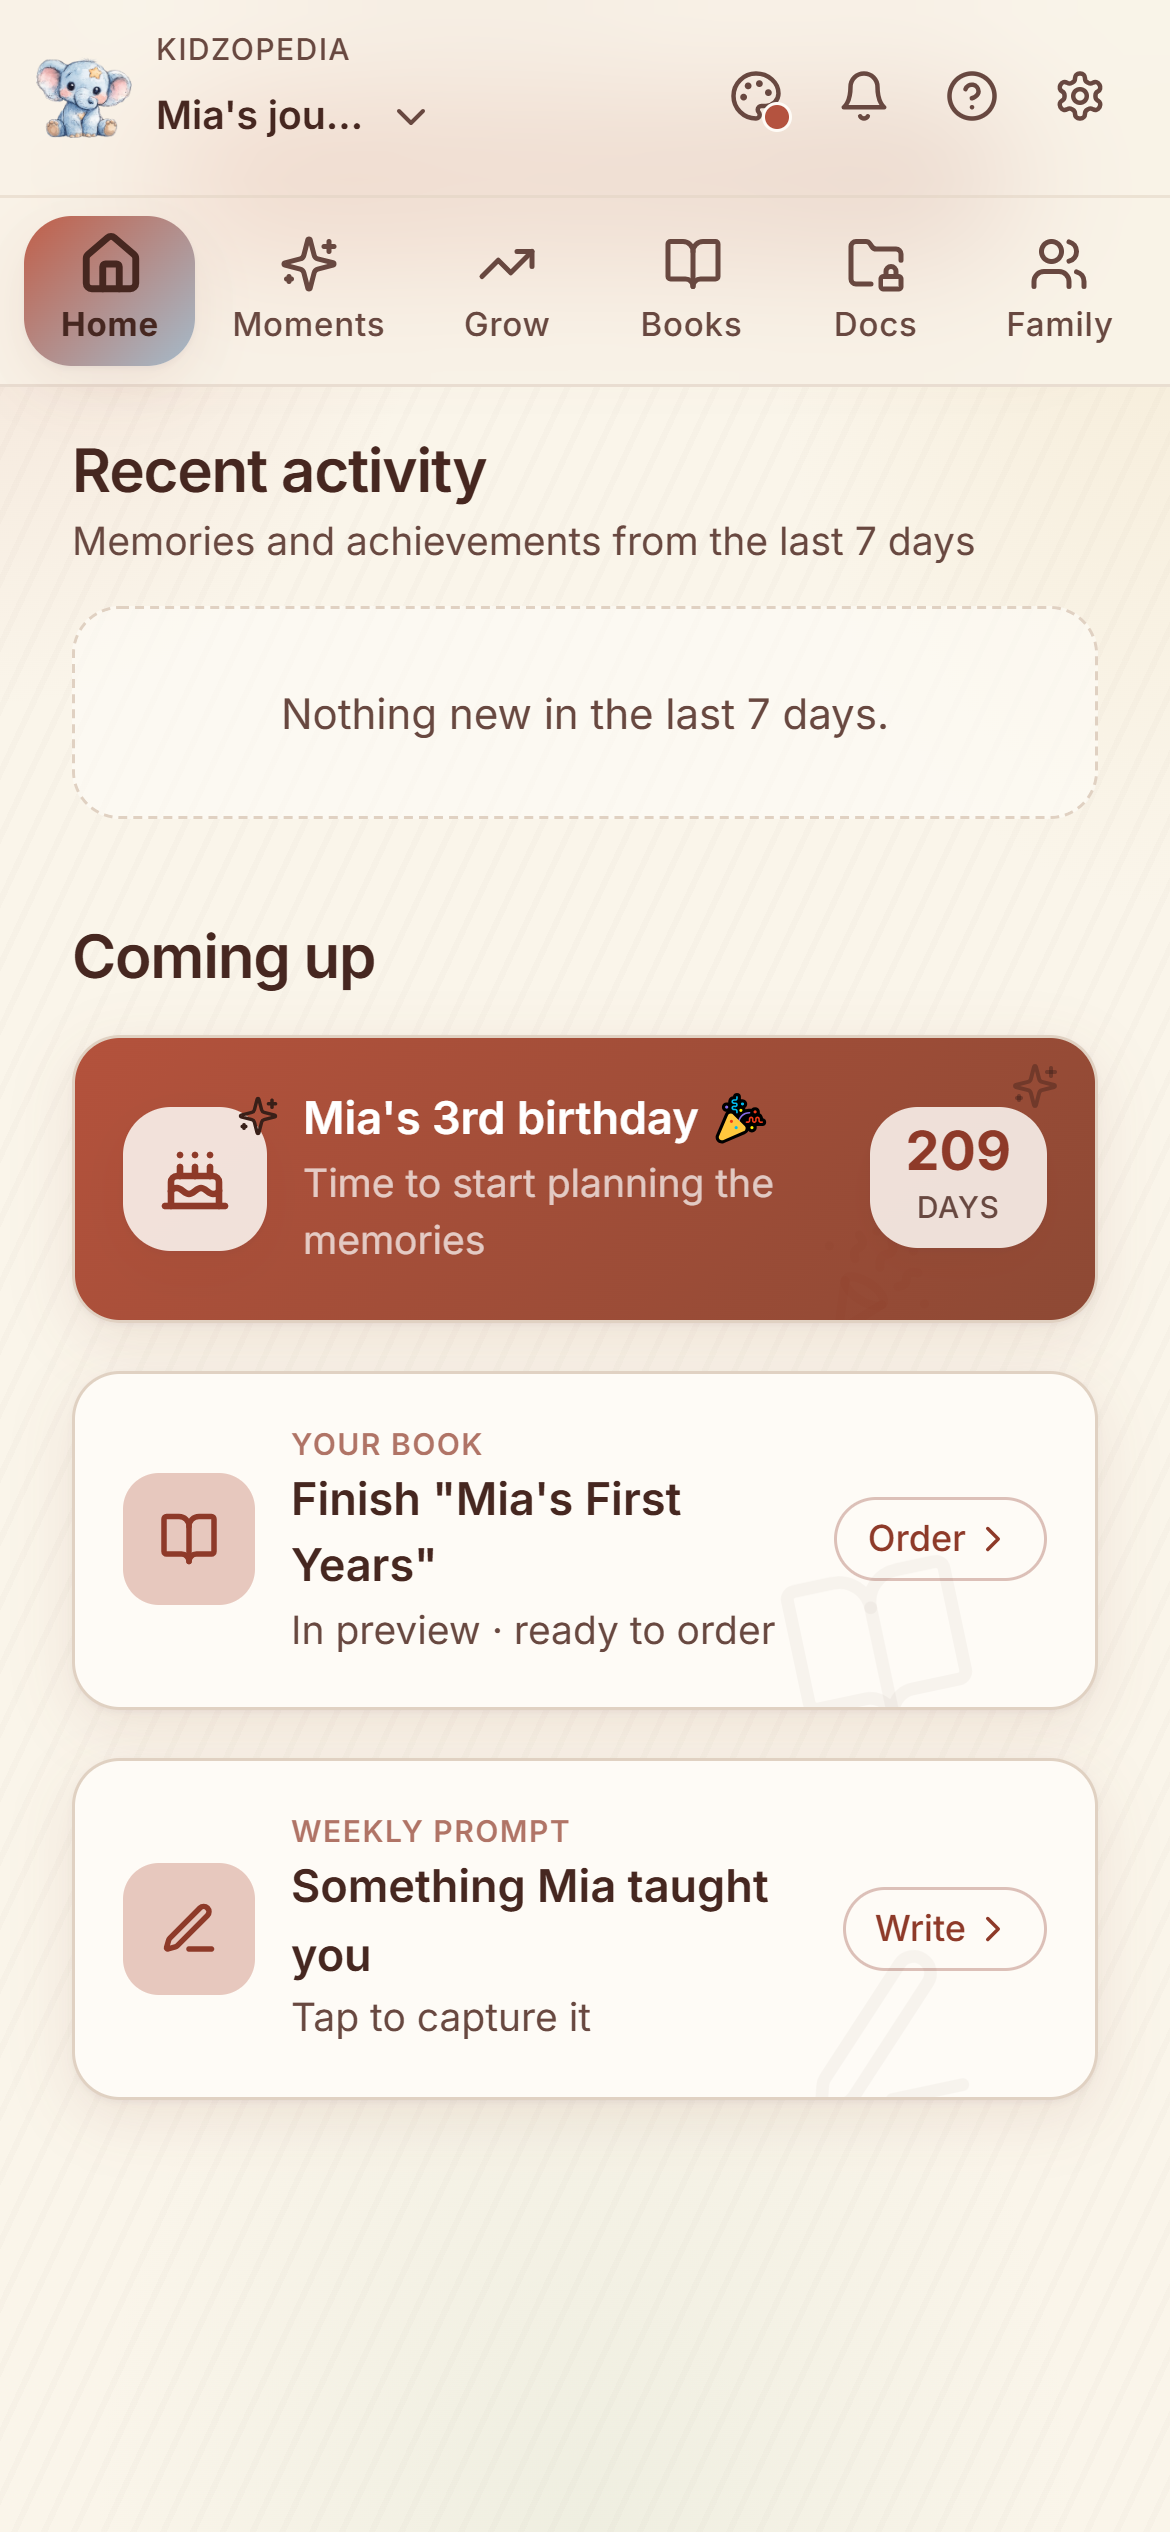 KIDZOPEDIA
Mia's jou...
Home
Moments
Grow
Books
Docs
Family
Recent activity
Memories and achievements from the last 7 days
Nothing new in the last 7 days.
Coming up
Mia's 3rd birthday 🎉
Time to start planning the
memories
209
DAYS
YOUR BOOK
Finish "Mia's First
Years"
In preview · ready to order
Order
WEEKLY PROMPT
Something Mia taught
you
Tap to capture it
Write